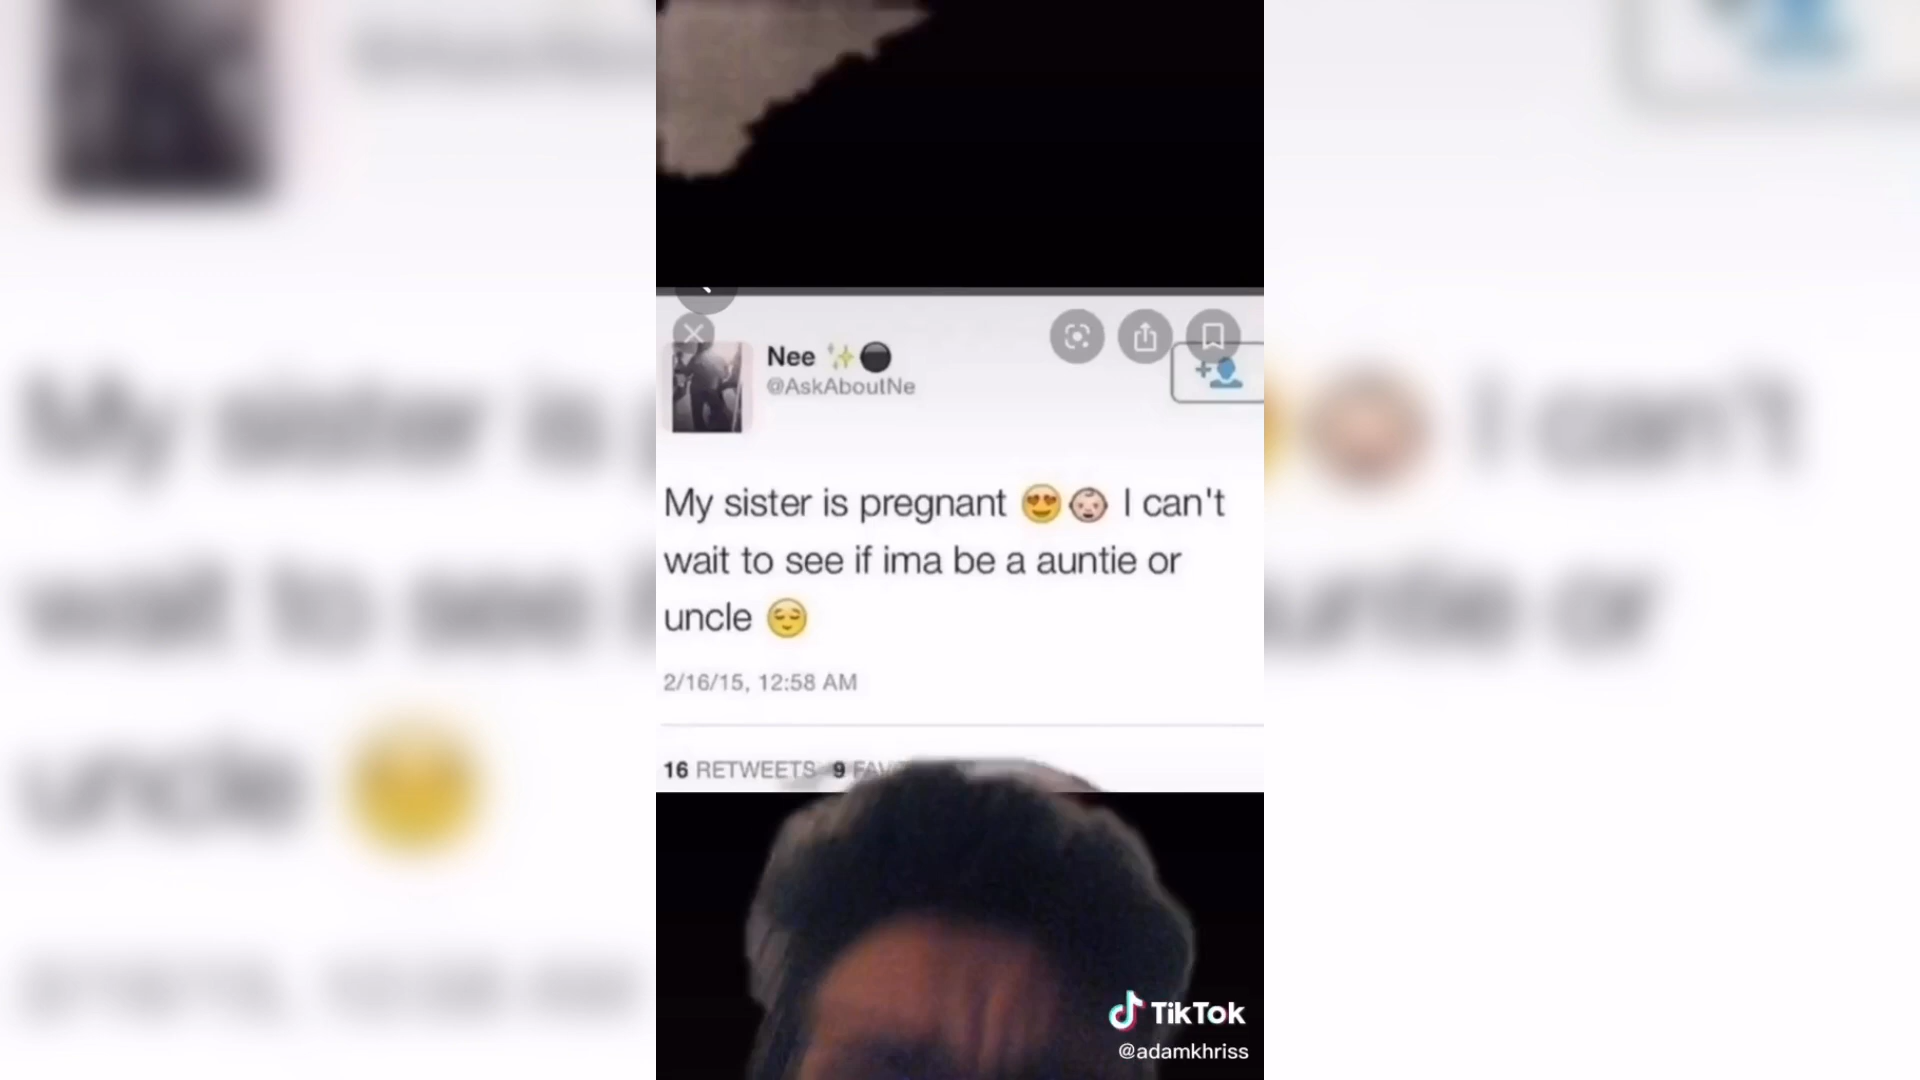 Nee ✨⚫
@AskAboutNe
My sister is pregnant 😍👶 I can't
wait to see if ima be a auntie or
uncle 😌
2/16/15, 12:58 AM
16 RETWEETS 9 FAV
TikTok
@adamkhriss